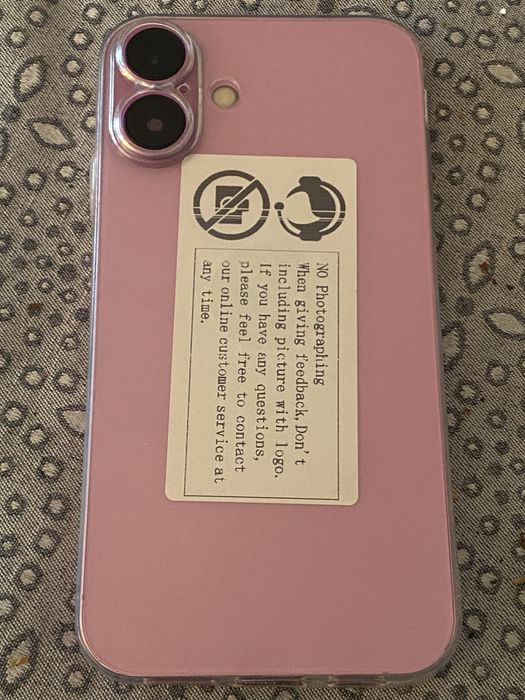 NO Photographing
When giving feedback, Don't
including picture with logo.
If you have any questions,
please feel free to contact
our online customer service at
any time.